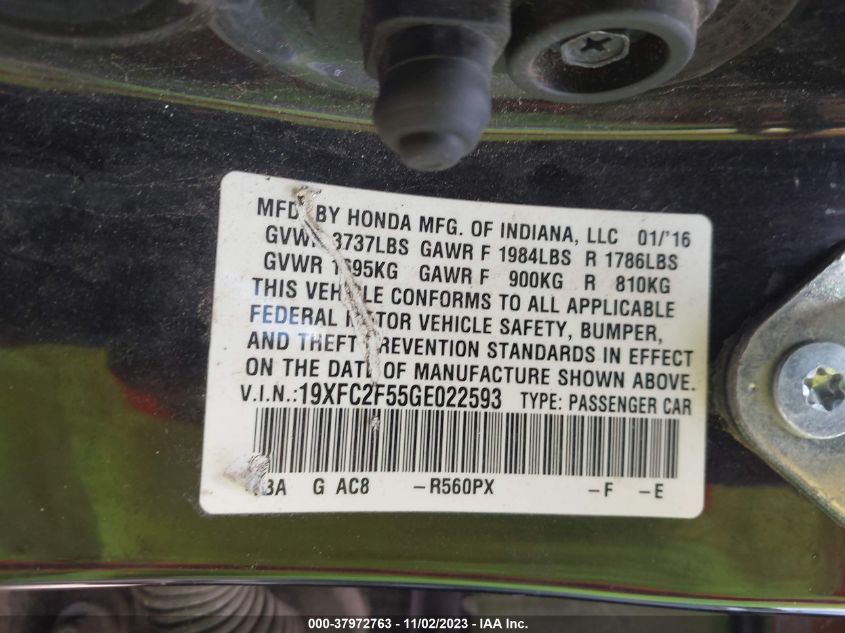 MFD. BY HONDA MFG. OF INDIANA, LLC 01/'16
GVWR 3737LBS GAWR F 1984LBS R 1786LBS
GVWR 1695KG GAWR F 900KG R 810KG
THIS VEHICLE CONFORMS TO ALL APPLICABLE
FEDERAL MOTOR VEHICLE SAFETY, BUMPER,
AND THEFT PREVENTION STANDARDS IN EFFECT
ON THE DATE OF MANUFACTURE SHOWN ABOVE.
V.I.N.:19XFC2F55GE022593 TYPE: PASSENGER CAR
G AC8 -R560PX -F -E
000-37972763 - 11/02/2023 - IAA Inc.